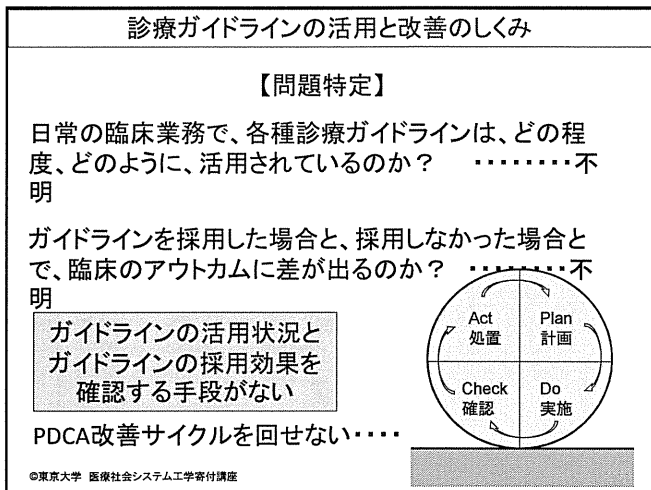 診療ガイドラインの活用と改善のしくみ
【問題特定】
日常の臨床業務で、各種診療ガイドラインは、どの程
度、どのように、活用されているのか？　‥‥‥‥不
明
ガイドラインを採用した場合と、採用しなかった場合と
で、臨床のアウトカムに差が出るのか？　‥‥‥‥不
明
ガイドラインの活用状況と
ガイドラインの採用効果を
確認する手段がない
PDCA改善サイクルを回せない‥‥
Act
処置
Plan
計画
Check
確認
Do
実施
©東京大学 医療社会システム工学寄付講座